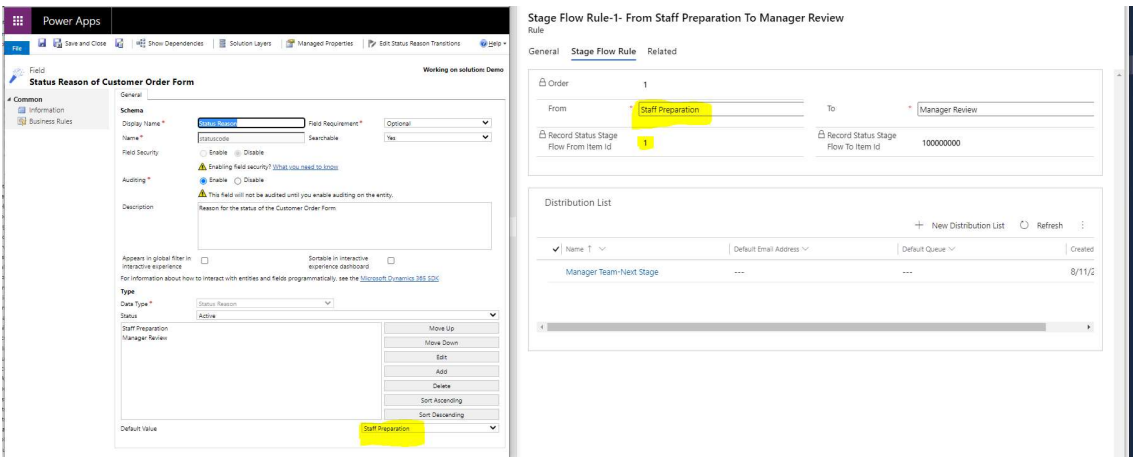 Power Apps
File
Save and Close
Show Dependencies
Solution Layers
Managed Properties
Edit Status Reason Transitions
Help
Field
Status Reason of Customer Order Form
Working on solution: Demo
Common
Information
Business Rules
General
Schema
Display Name *
Status Reason
Field Requirement *
Optional
Name *
statuscode
Searchable
Yes
Field Security
Enable
Disable
Enabling field security? What you need to know
Auditing *
Enable
Disable
This field will not be audited until you enable auditing on the entity.
Description
Reason for the status of the Customer Order Form
Appears in global filter in
interactive experience
Sortable in interactive
experience dashboard
For information about how to interact with entities and fields programmatically, see the Microsoft Dynamics 365 SDK
Type
Data Type *
Status Reason
Status
Active
Staff Preparation
Manager Review
Move Up
Move Down
Edit
Add
Delete
Sort Ascending
Sort Descending
Default Value
Staff Preparation
Stage Flow Rule-1- From Staff Preparation To Manager Review
Rule
General
Stage Flow Rule
Related
Order
1
From
*
Staff Preparation
To
*
Manager Review
Record Status Stage
Flow From Item Id
1
Record Status Stage
Flow To Item Id
100000000
Distribution List
+ New Distribution List
Refresh
Name ↑
Default Email Address
Default Queue
Created
Manager Team-Next Stage
---
---
8/11/2